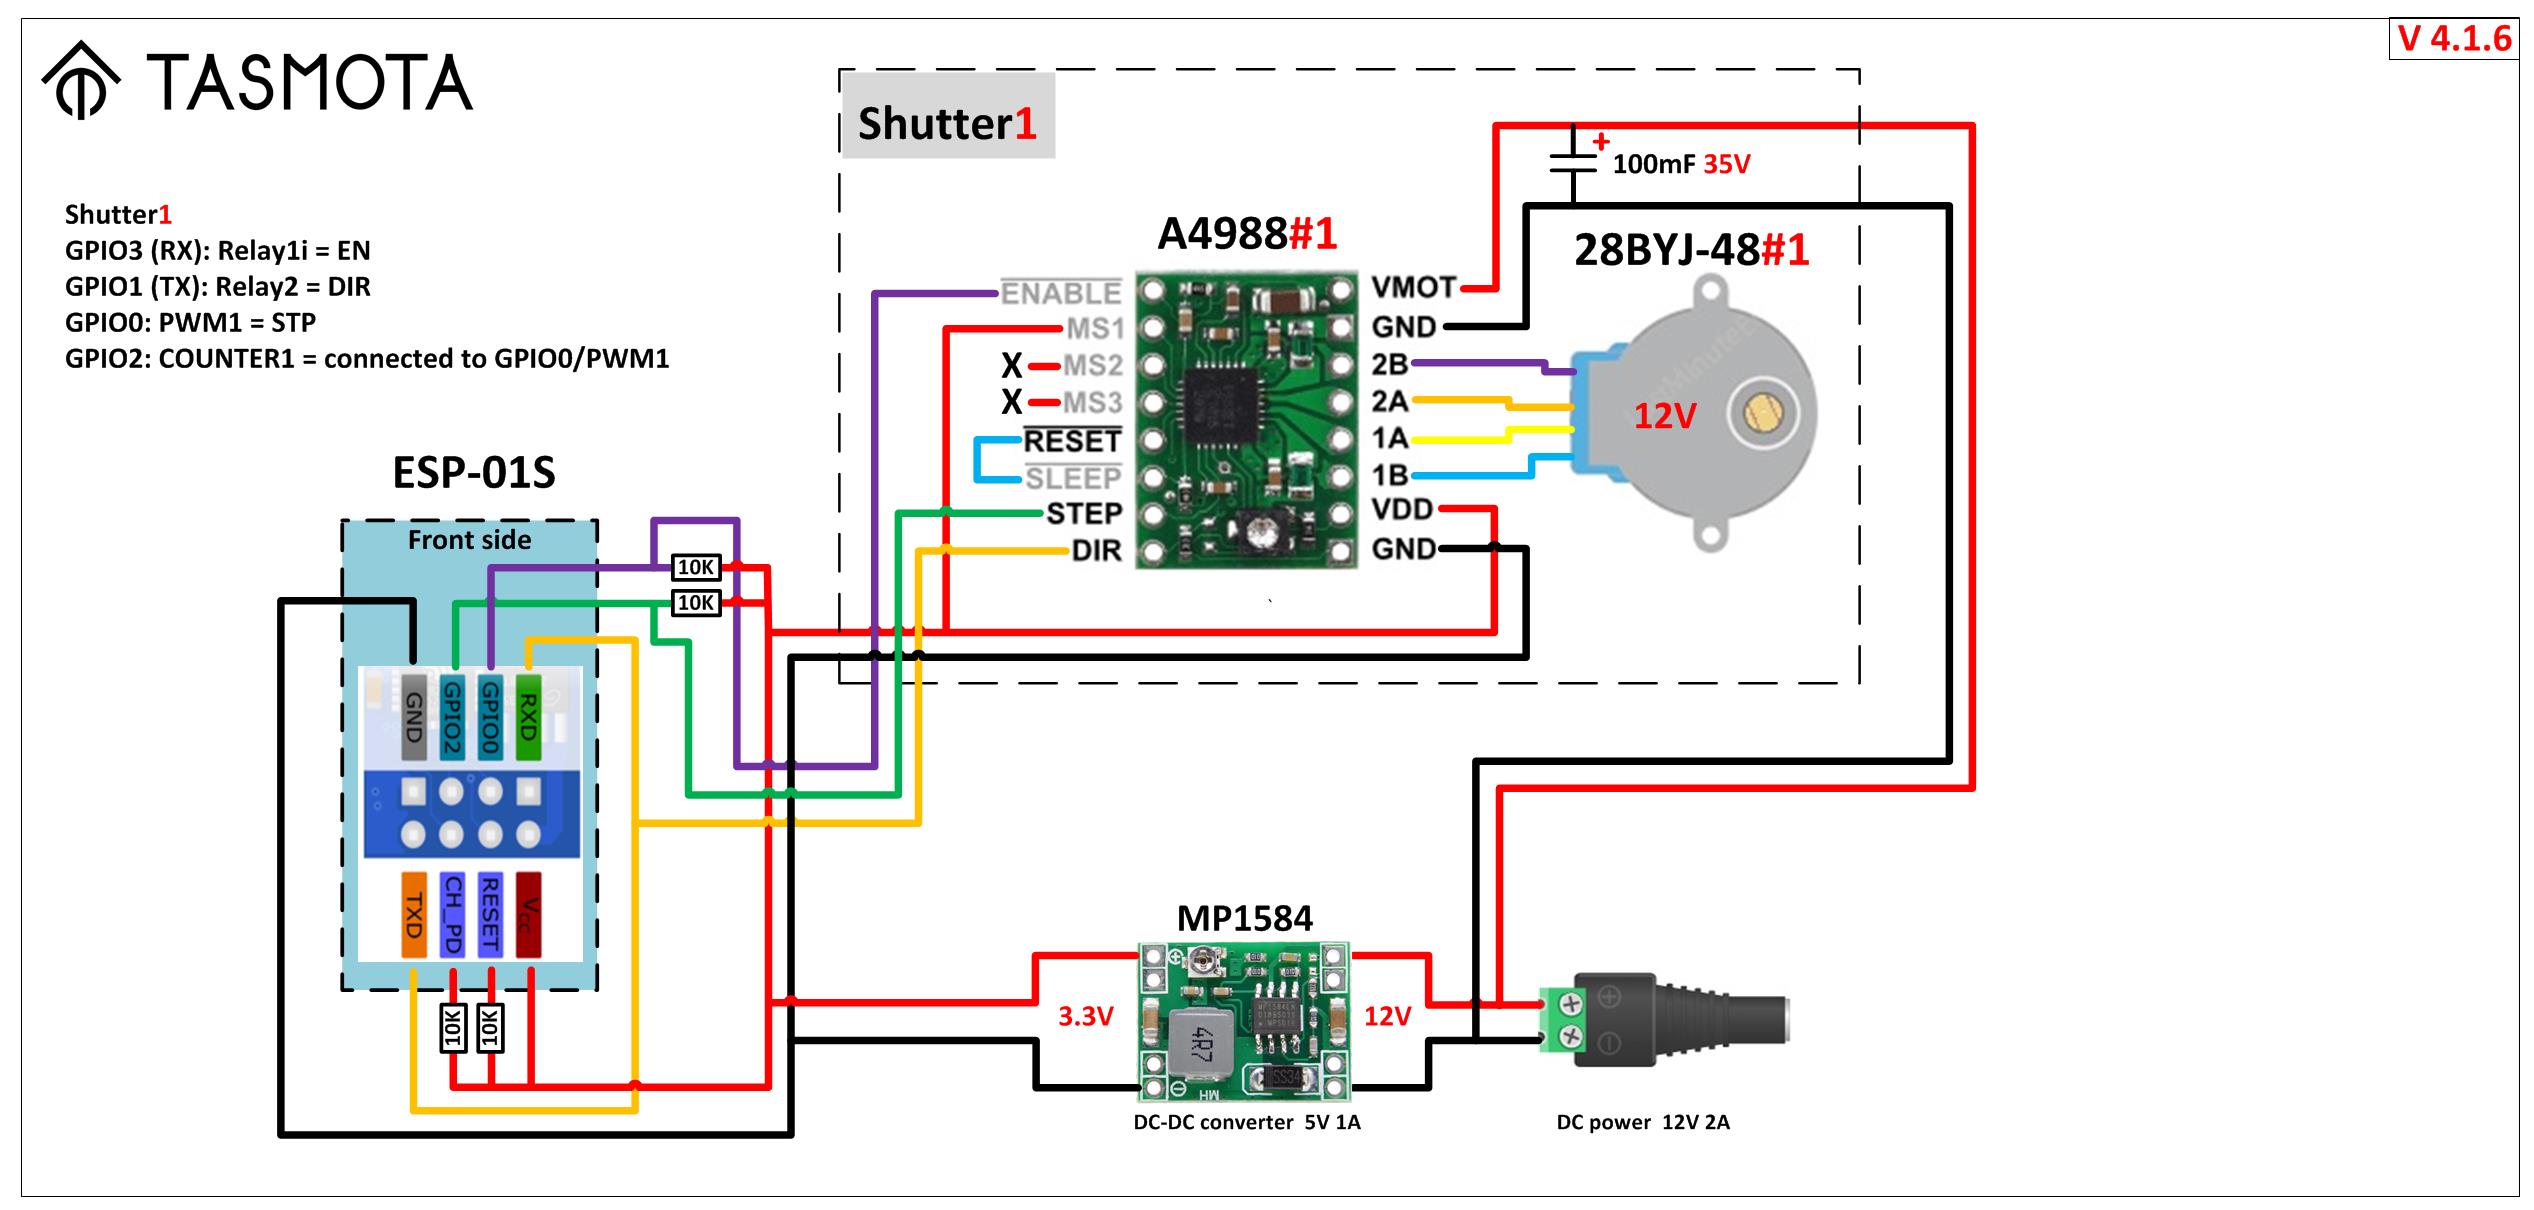 V 4.1.6
TASMOTA
Shutter1
Shutter1
GPIO3 (RX): Relay1i = EN
GPIO1 (TX): Relay2 = DIR
GPIO0: PWM1 = STP
GPIO2: COUNTER1 = connected to GPIO0/PWM1
+
100mF 35V
A4988#1
28BYJ-48#1
ENABLE
MS1
X MS2
X MS3
RESET
SLEEP
STEP
DIR
VMOT
GND
2B
2A
1A
1B
VDD
GND
12V
ESP-01S
Front side
10K
10K
GND
GPIO2
GPIO0
RXD
TXD
CH_PD
RESET
Vcc
10K
10K
MP1584
3.3V
12V
4R7
SS34
MH
DC-DC converter 5V 1A
DC power 12V 2A